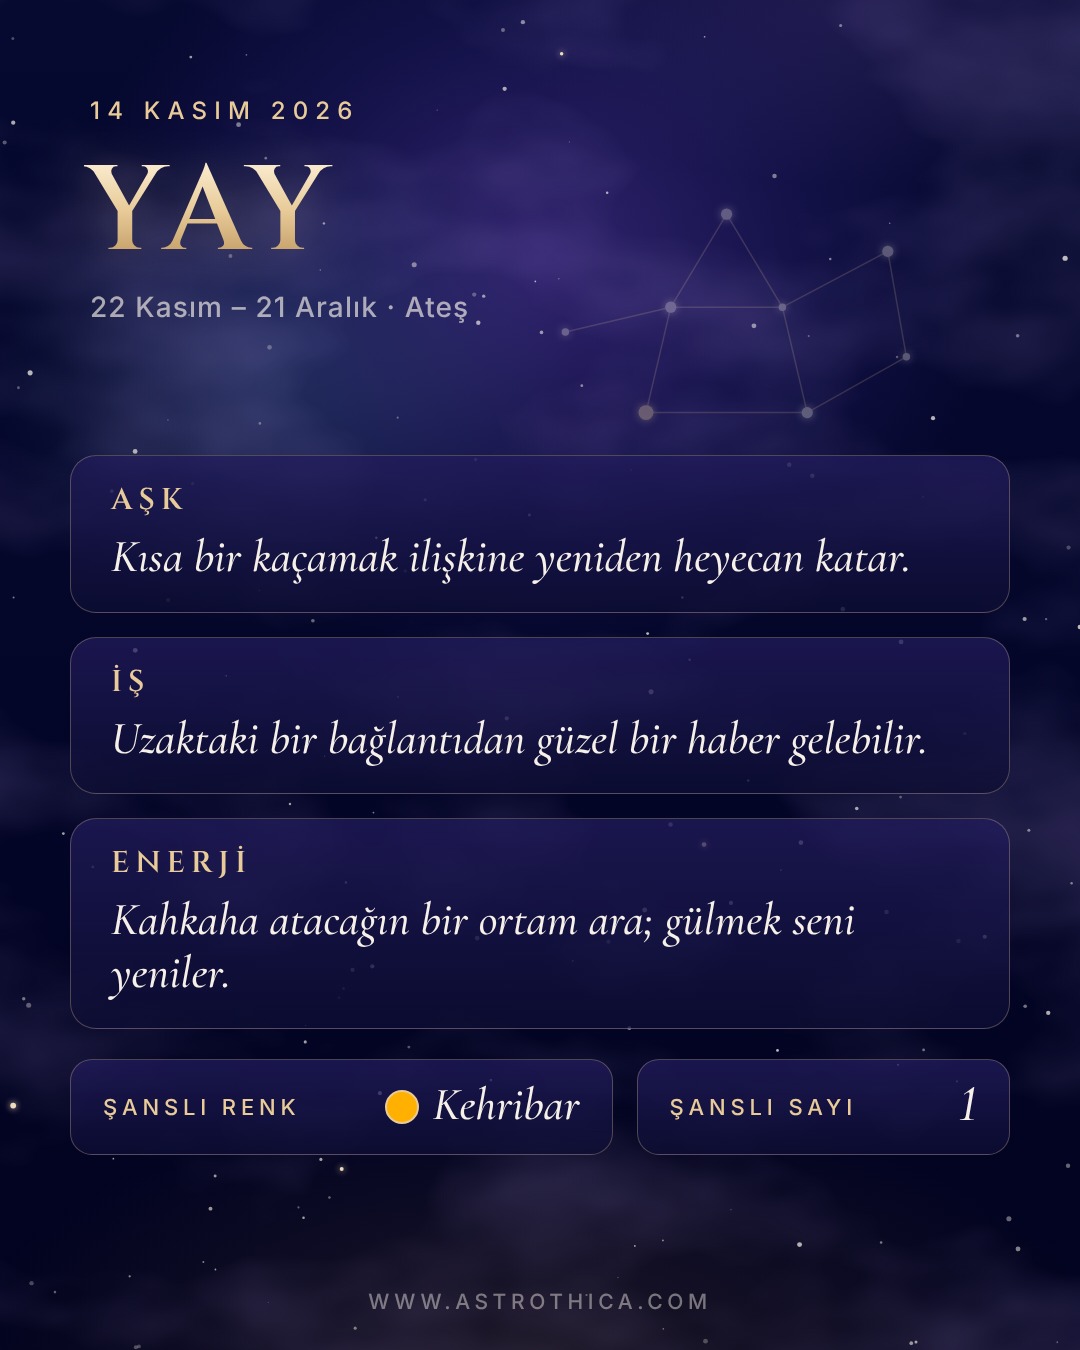 14 KASIM 2026
YAY
22 Kasım – 21 Aralık · Ateş
AŞK
Kısa bir kaçamak ilişkine yeniden heyecan katar.
İŞ
Uzaktaki bir bağlantıdan güzel bir haber gelebilir.
ENERJİ
Kahkaha atacağın bir ortam ara; gülmek seni
yeniler.
ŞANSLI RENK Kehribar
ŞANSLI SAYI 1
WWW.ASTROTHICA.COM